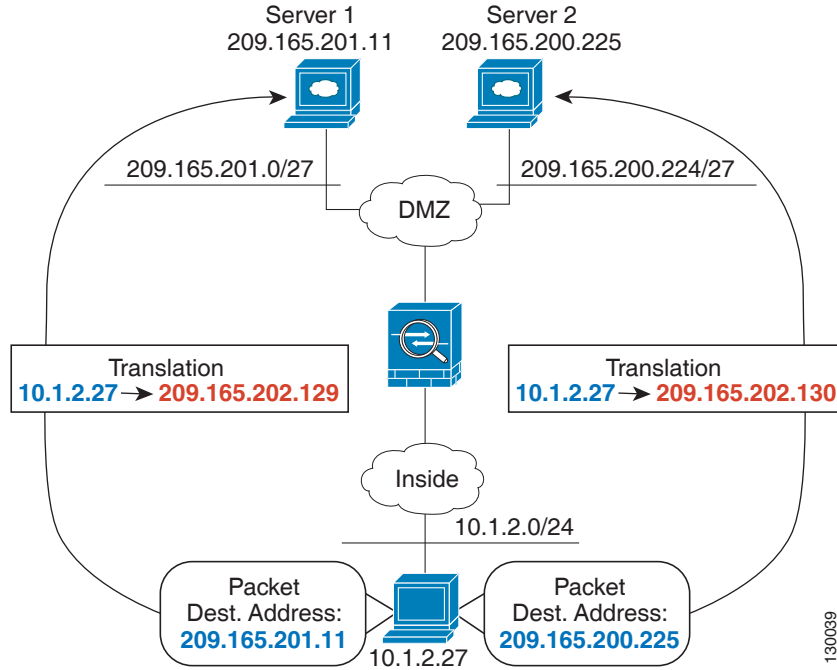 Server 1
209.165.201.11
Server 2
209.165.200.225
209.165.201.0/27
209.165.200.224/27
DMZ
Translation
10.1.2.27 → 209.165.202.129
Translation
10.1.2.27 → 209.165.202.130
Inside
10.1.2.0/24
Packet
Dest. Address:
209.165.201.11
Packet
Dest. Address:
209.165.200.225
10.1.2.27
130039